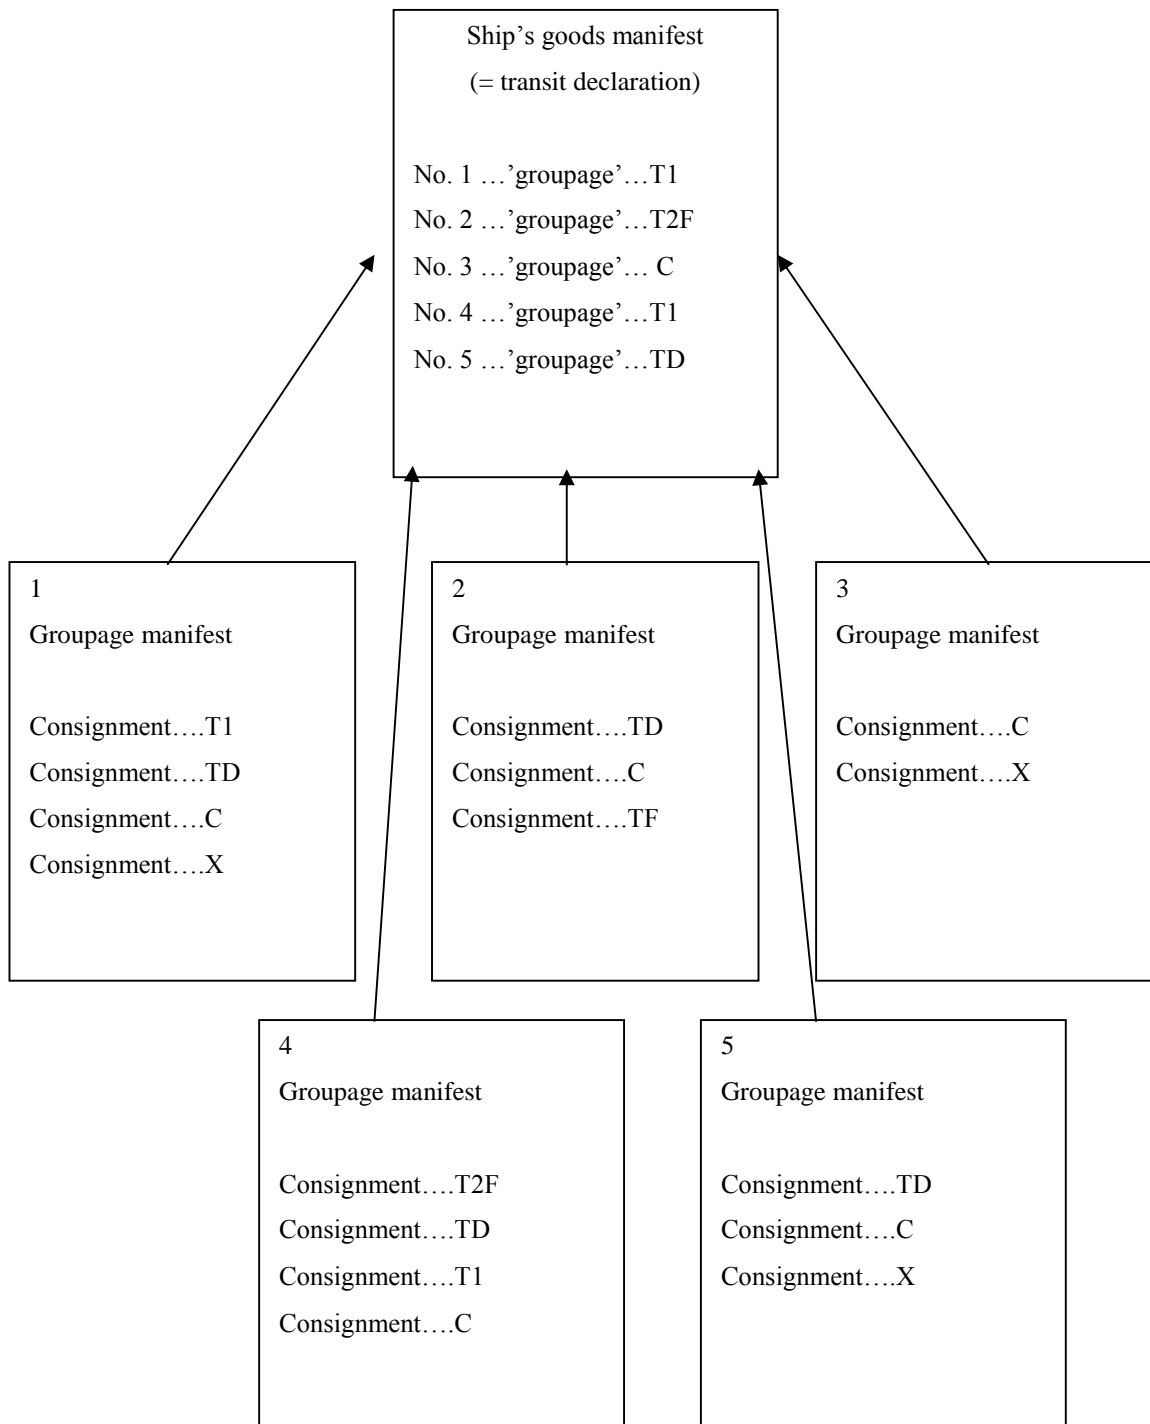 Ship’s goods manifest
(= transit declaration)
No. 1 …’groupage’…T1
No. 2 …’groupage’…T2F
No. 3 …’groupage’… C
No. 4 …’groupage’…T1
No. 5 …’groupage’…TD
1
Groupage manifest
Consignment….T1
Consignment….TD
Consignment….C
Consignment….X
2
Groupage manifest
Consignment….TD
Consignment….C
Consignment….TF
3
Groupage manifest
Consignment….C
Consignment….X
4
Groupage manifest
Consignment….T2F
Consignment….TD
Consignment….T1
Consignment….C
5
Groupage manifest
Consignment….TD
Consignment….C
Consignment….X